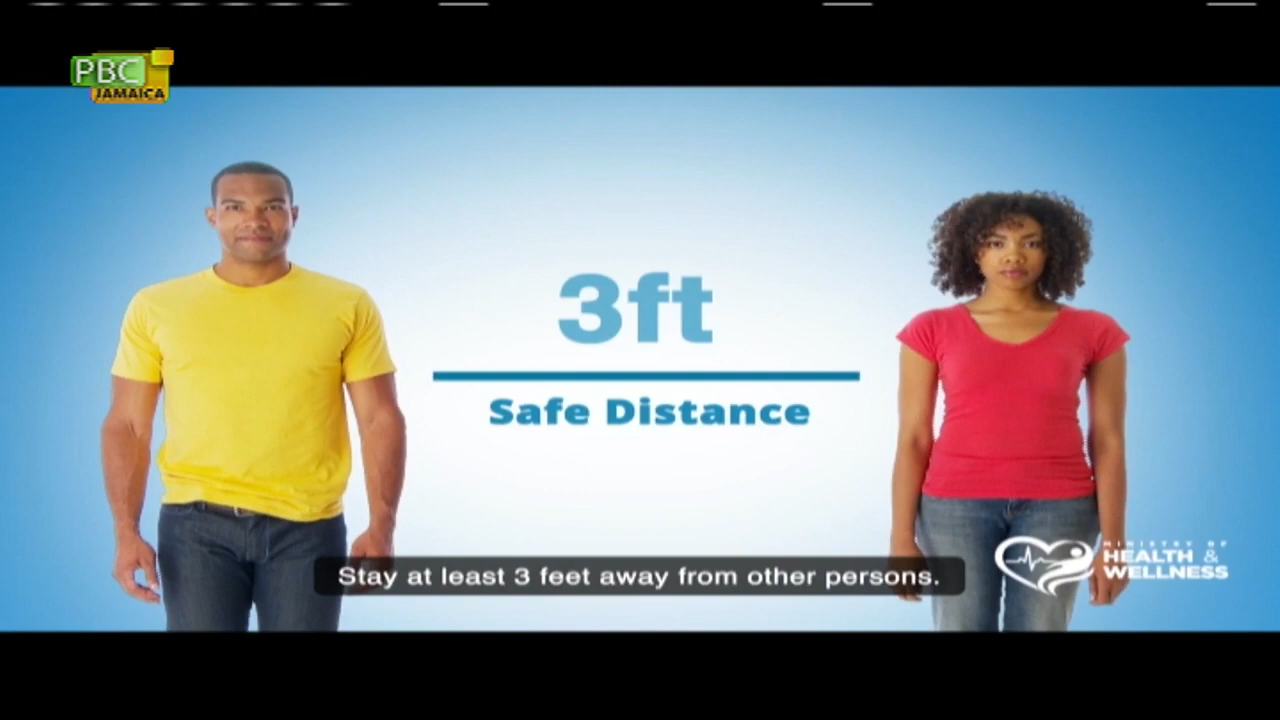 PBC
JAMAICA
3ft
Safe Distance
Stay at least 3 feet away from other persons.
MINISTRY OF
HEALTH &
WELLNESS